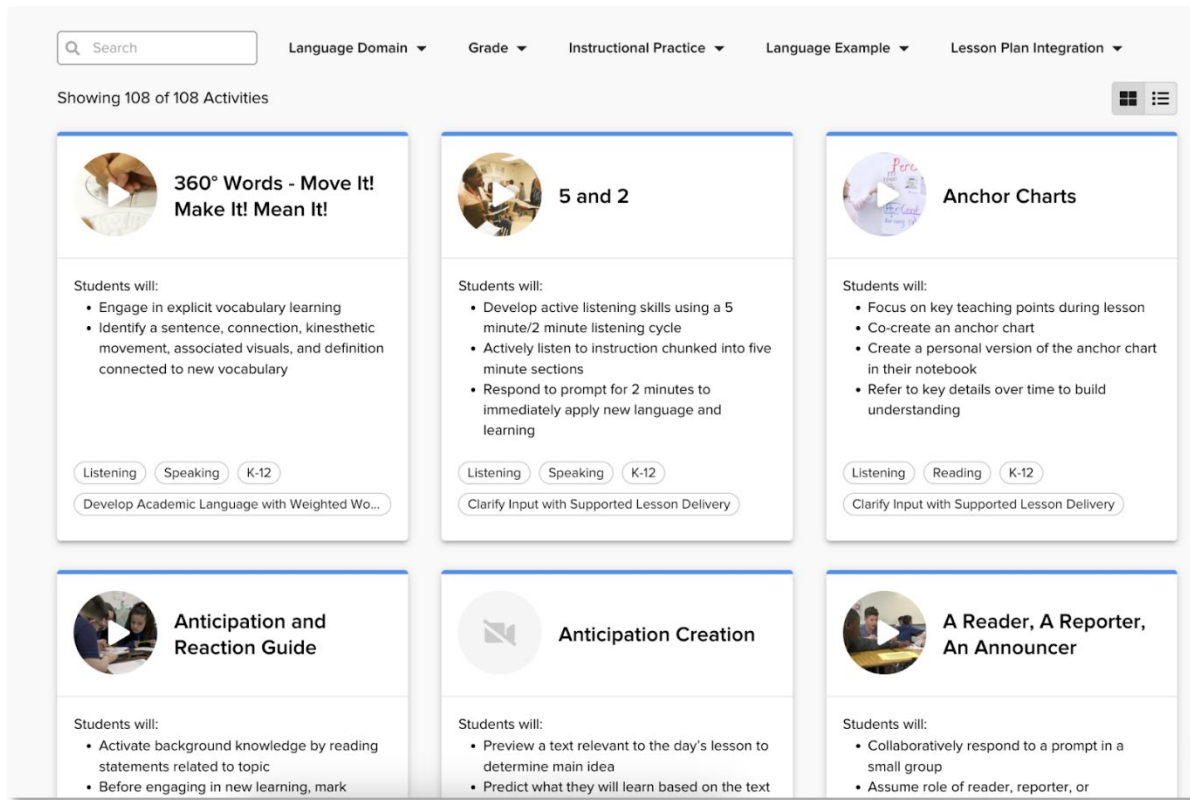 Search
Language Domain
Grade
Instructional Practice
Language Example
Lesson Plan Integration
Showing 108 of 108 Activities
360° Words - Move It!
Make It! Mean It!
Students will:
• Engage in explicit vocabulary learning
• Identify a sentence, connection, kinesthetic
movement, associated visuals, and definition
connected to new vocabulary
Listening
Speaking
K-12
Develop Academic Language with Weighted Wo...
5 and 2
Students will:
• Develop active listening skills using a 5
minute/2 minute listening cycle
• Actively listen to instruction chunked into five
minute sections
• Respond to prompt for 2 minutes to
immediately apply new language and
learning
Listening
Speaking
K-12
Clarify Input with Supported Lesson Delivery
Anchor Charts
Students will:
• Focus on key teaching points during lesson
• Co-create an anchor chart
• Create a personal version of the anchor chart
in their notebook
• Refer to key details over time to build
understanding
Listening
Reading
K-12
Clarify Input with Supported Lesson Delivery
Anticipation and
Reaction Guide
Students will:
• Activate background knowledge by reading
statements related to topic
• Before engaging in new learning, mark
Anticipation Creation
Students will:
• Preview a text relevant to the day's lesson to
determine main idea
• Predict what they will learn based on the text
A Reader, A Reporter,
An Announcer
Students will:
• Collaboratively respond to a prompt in a
small group
• Assume role of reader, reporter, or